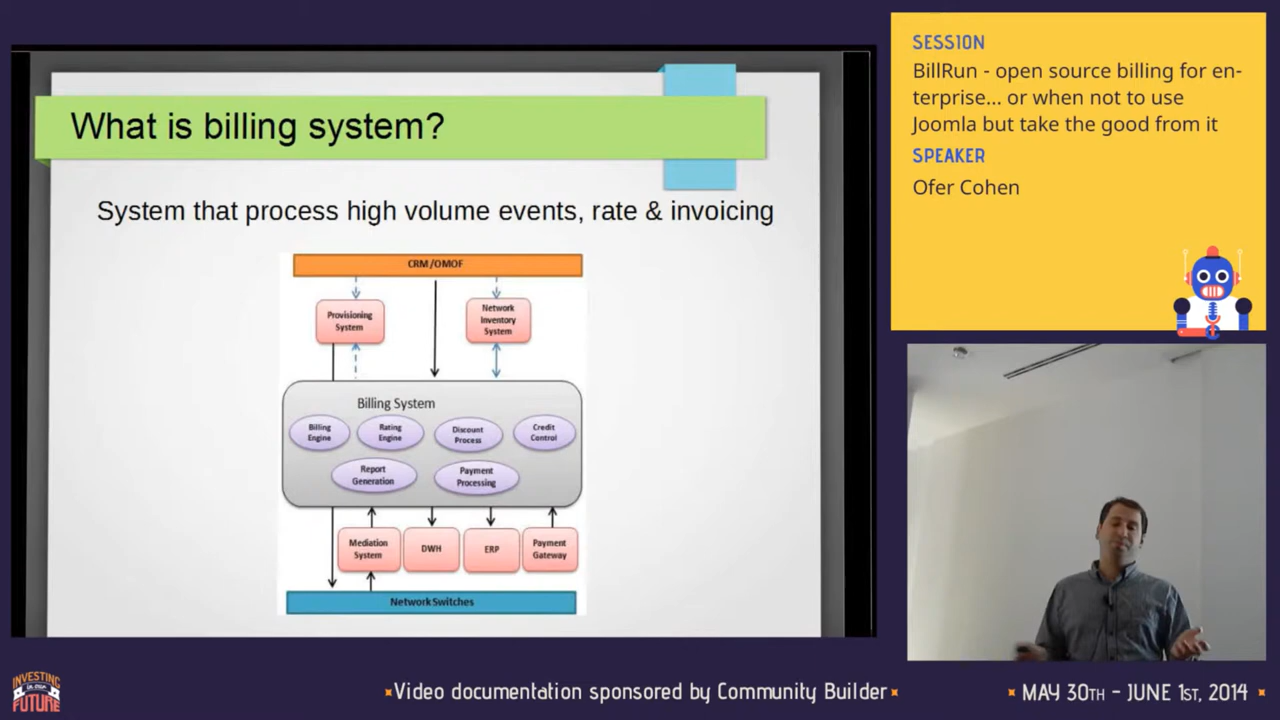 What is billing system?
System that process high volume events, rate & invoicing
CRM/OMOF
Provisioning
System
Network
Inventory
System
Billing System
Billing
Engine
Rating
Engine
Discount
Process
Credit
Control
Report
Generation
Payment
Processing
Mediation
System
DWH
ERP
Payment
Gateway
Network Switches
SESSION
BillRun - open source billing for en-
terprise... or when not to use
Joomla but take the good from it
SPEAKER
Ofer Cohen
INVESTING
IN OUR
FUTURE
Video documentation sponsored by Community Builder
MAY 30TH - JUNE 1ST, 2014